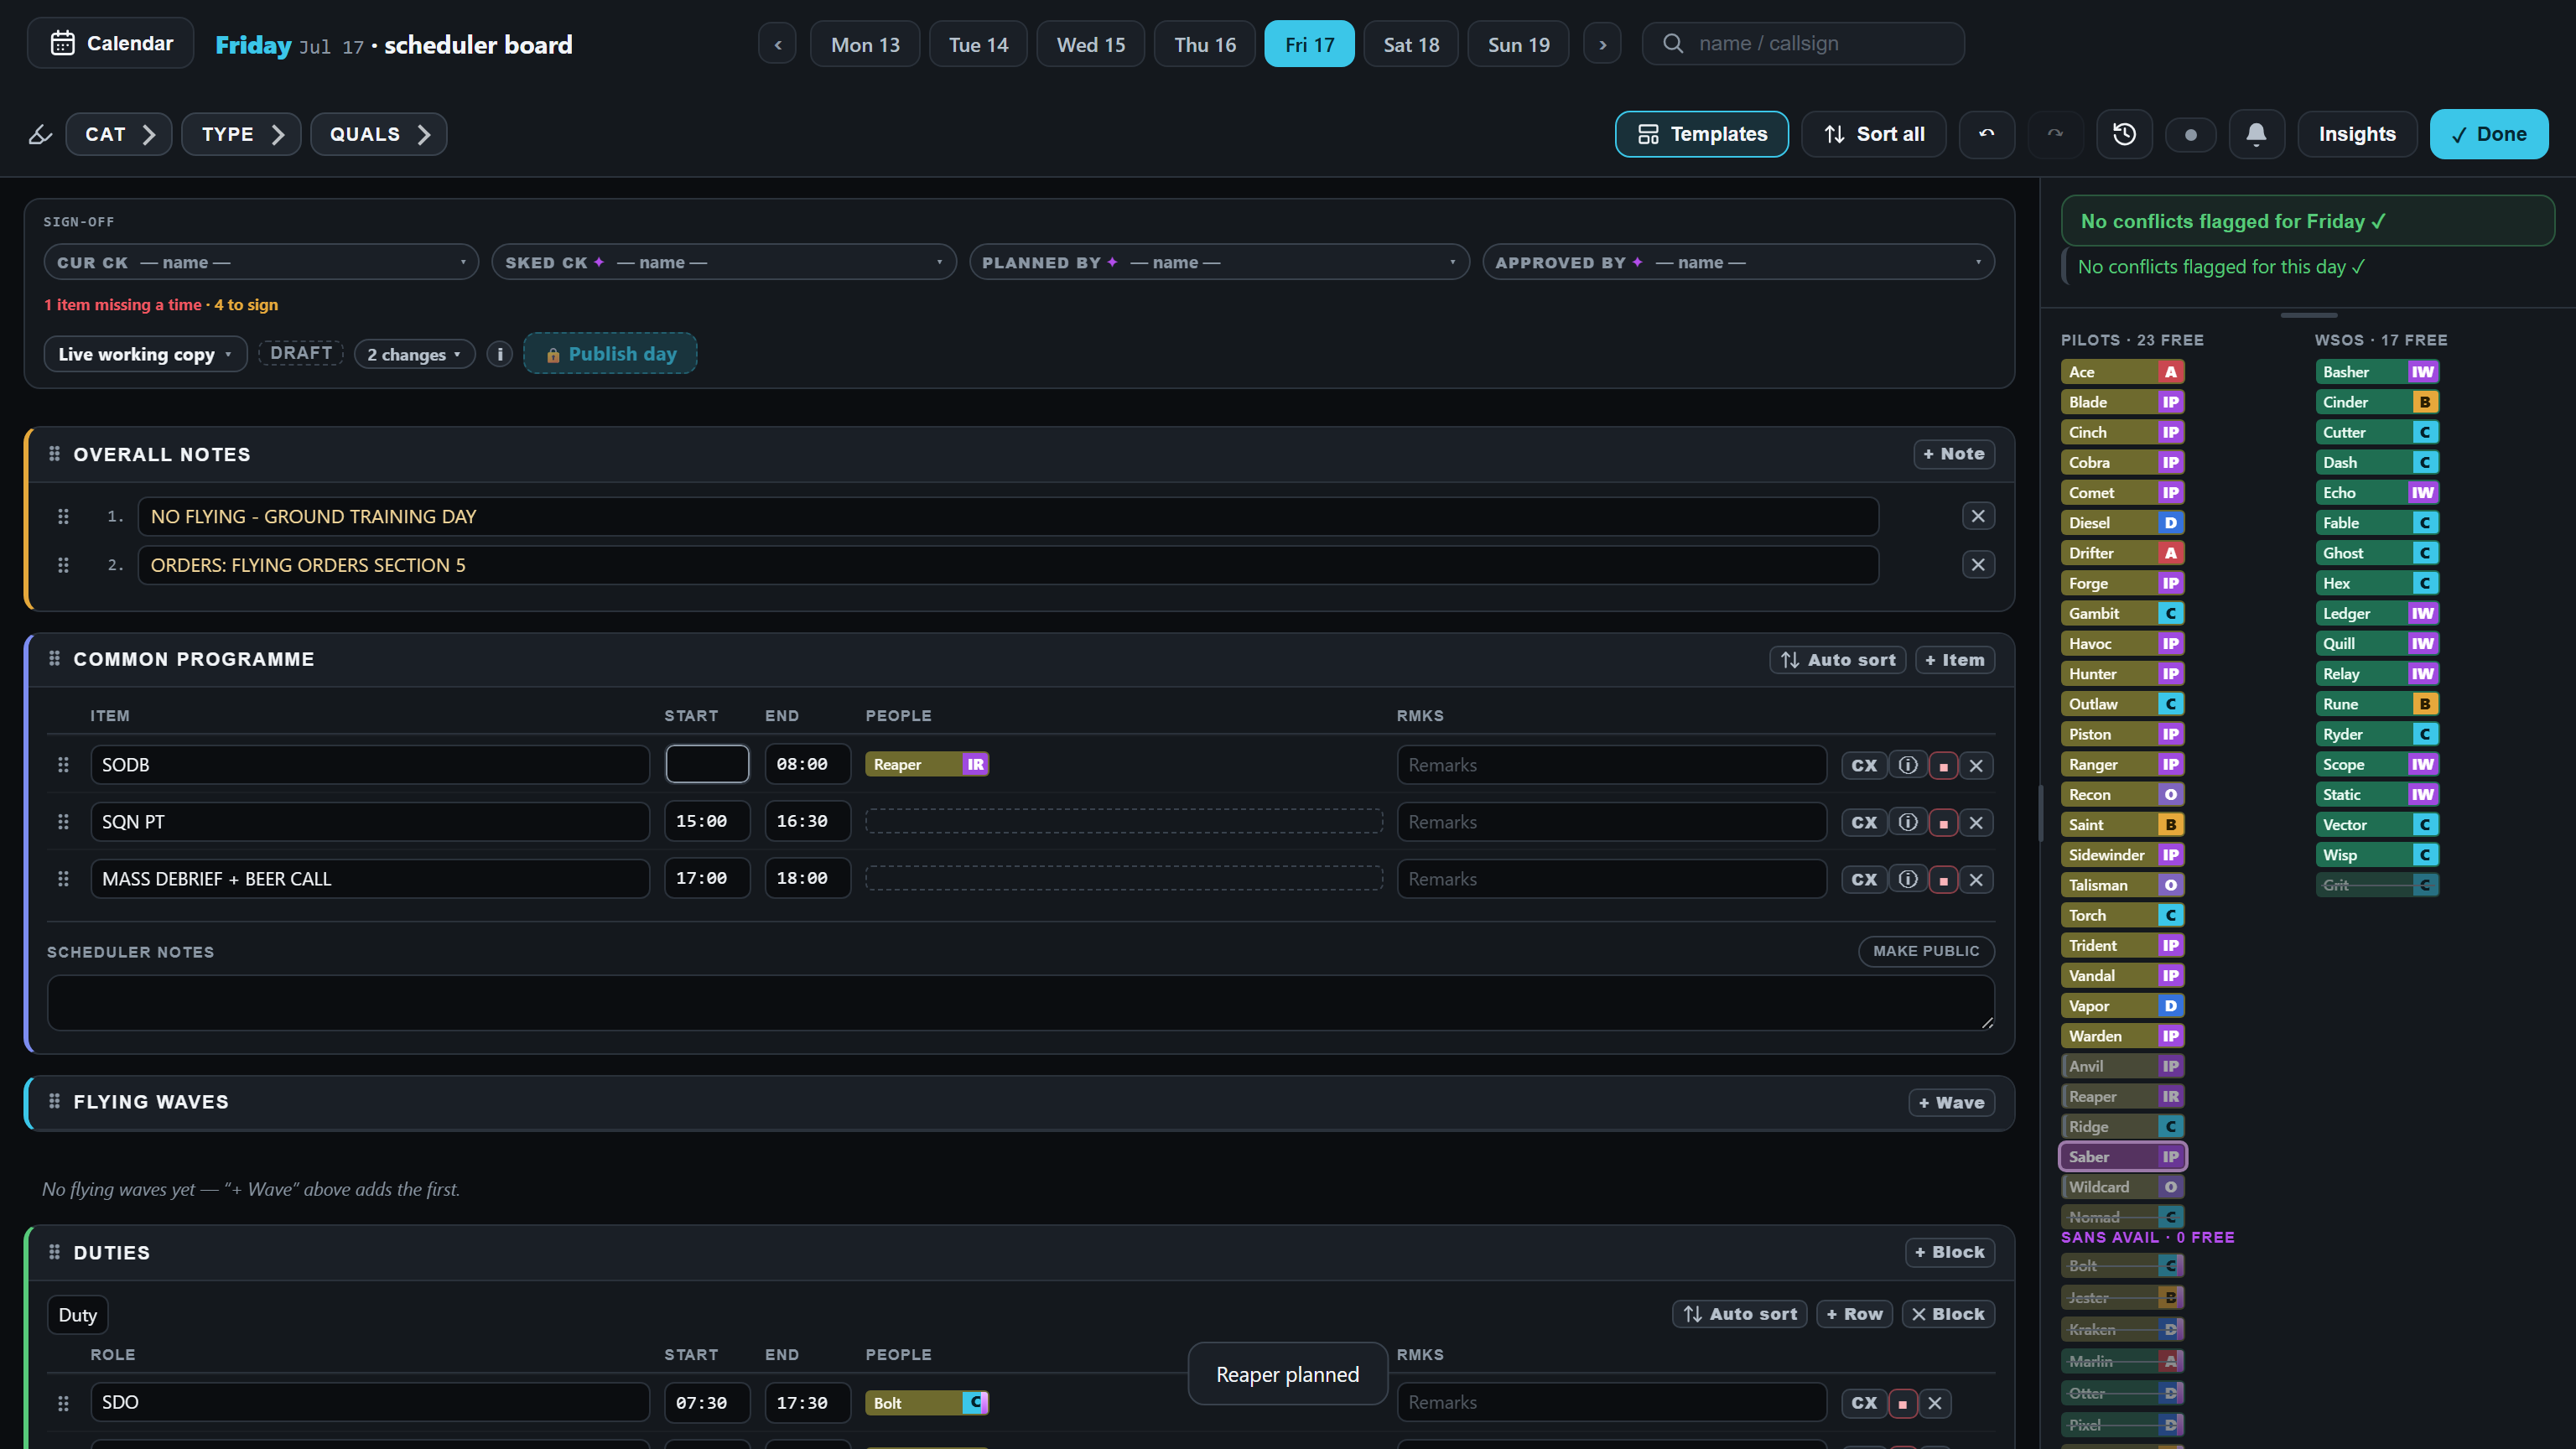 Calendar
Friday Jul 17 · scheduler board
‹ Mon 13 Tue 14 Wed 15 Thu 16 Fri 17 Sat 18 Sun 19 ›
name / callsign
CAT TYPE QUALS
Templates Sort all Insights ✓ Done
SIGN-OFF
CUR CK — name —
SKED CK ✦ — name —
PLANNED BY ✦ — name —
APPROVED BY ✦ — name —
1 item missing a time · 4 to sign
Live working copy DRAFT 2 changes i Publish day
OVERALL NOTES
+ Note
1. NO FLYING - GROUND TRAINING DAY
2. ORDERS: FLYING ORDERS SECTION 5
COMMON PROGRAMME
Auto sort + Item
ITEM START END PEOPLE RMKS
SODB 08:00 Reaper IR Remarks CX
SQN PT 15:00 16:30 Remarks CX
MASS DEBRIEF + BEER CALL 17:00 18:00 Remarks CX
SCHEDULER NOTES
MAKE PUBLIC
FLYING WAVES
+ Wave
No flying waves yet — “+ Wave” above adds the first.
DUTIES
+ Block
Duty
Auto sort + Row × Block
ROLE START END PEOPLE RMKS
SDO 07:30 17:30 Bolt C Remarks CX
Reaper planned
No conflicts flagged for Friday ✓
No conflicts flagged for this day ✓
PILOTS · 23 FREE
Ace A
Blade IP
Cinch IP
Cobra IP
Comet IP
Diesel D
Drifter A
Forge IP
Gambit C
Havoc IP
Hunter IP
Outlaw C
Piston IP
Ranger IP
Recon O
Saint B
Sidewinder IP
Talisman O
Torch C
Trident IP
Vandal IP
Vapor D
Warden IP
Anvil IP
Reaper IR
Ridge C
Saber IP
Wildcard O
Nomad C
SANS AVAIL · 0 FREE
Bolt C
Jester B
Kraken D
Marlin A
Otter D
Pixel D
WSOS · 17 FREE
Basher IW
Cinder B
Cutter C
Dash C
Echo IW
Fable C
Ghost C
Hex C
Ledger IW
Quill IW
Relay IW
Rune B
Ryder C
Scope IW
Static IW
Vector C
Wisp C
Grit C